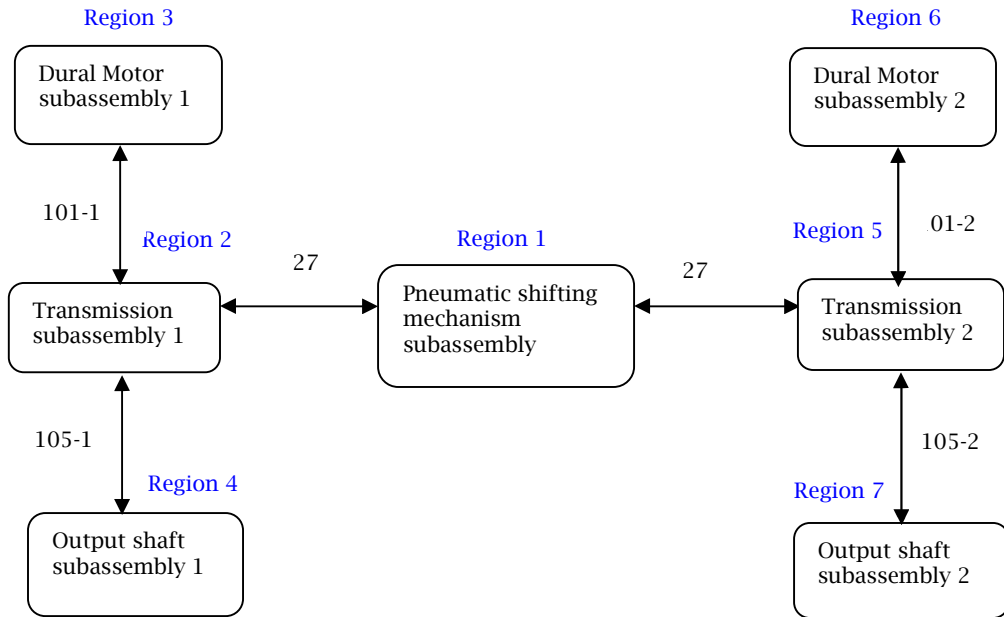 Region 3
Region 6
Dural Motor
subassembly 1
Dural Motor
subassembly 2
101-1
01-2
Region 2
Region 1
Region 5
27
27
Transmission
subassembly 1
Pneumatic shifting
mechanism
subassembly
Transmission
subassembly 2
105-1
105-2
Region 4
Region 7
Output shaft
subassembly 1
Output shaft
subassembly 2